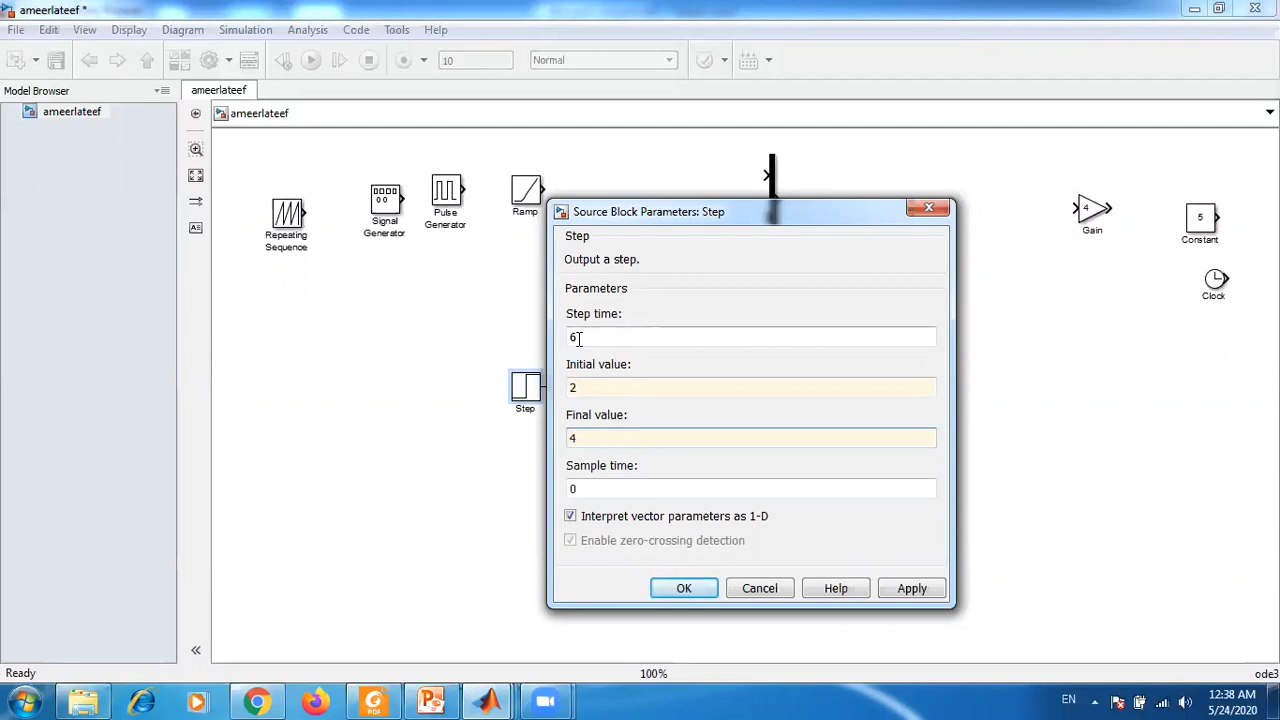 ameerlateef *
File Edit View Display Diagram Simulation Analysis Code Tools Help
10 Normal
Model Browser
ameerlateef
ameerlateef
ameerlateef
Repeating
Sequence
Signal
Generator
Pulse
Generator
Ramp
4
Gain
5
Constant
Clock
Step
Source Block Parameters: Step
Step
Output a step.
Parameters
Step time:
6
Initial value:
2
Final value:
4
Sample time:
0
Interpret vector parameters as 1-D
Enable zero-crossing detection
OK Cancel Help Apply
Ready 100% ode3
PDF
EN 12:38 AM
5/24/2020